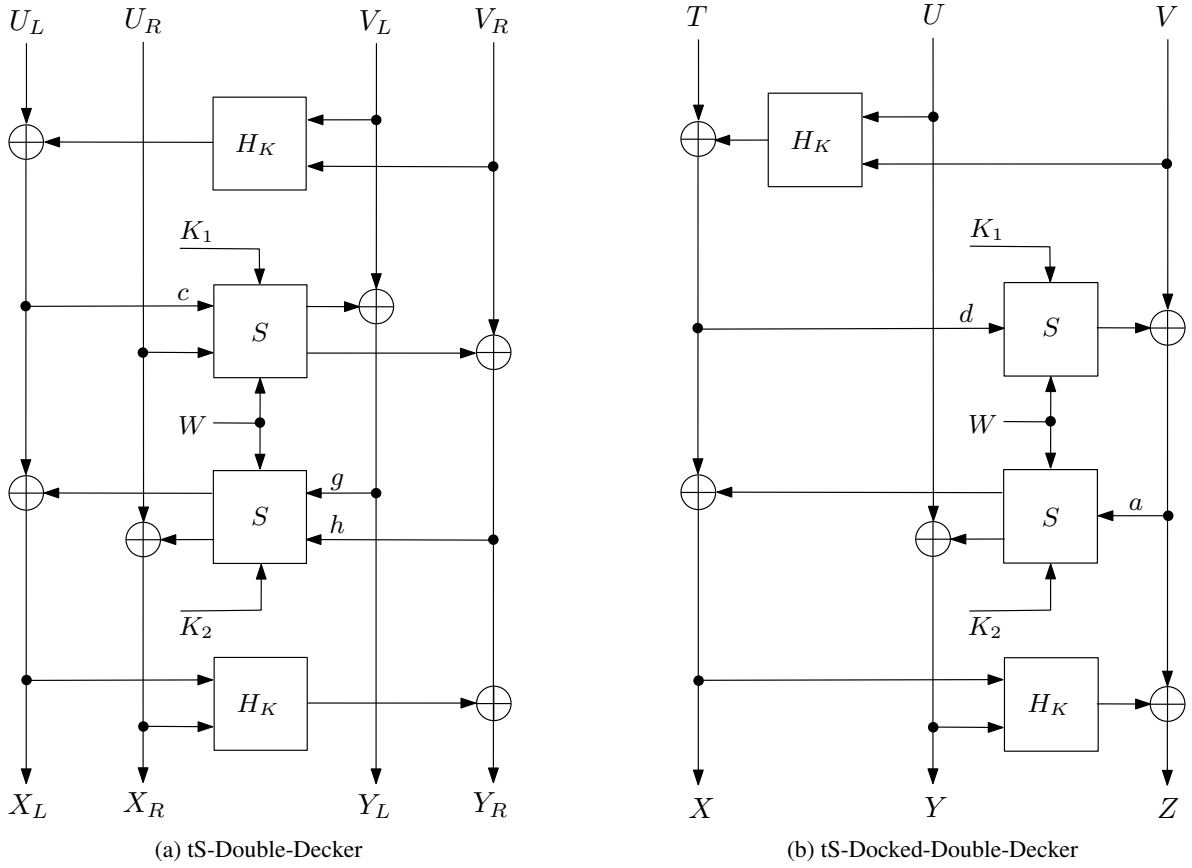 U_L U_R V_L V_R
H_K
K_1
c
S
W
g
S
h
K_2
H_K
X_L X_R Y_L Y_R
(a) tS-Double-Decker
T U V
H_K
K_1
d
S
W
a
S
K_2
H_K
X Y Z
(b) tS-Docked-Double-Decker